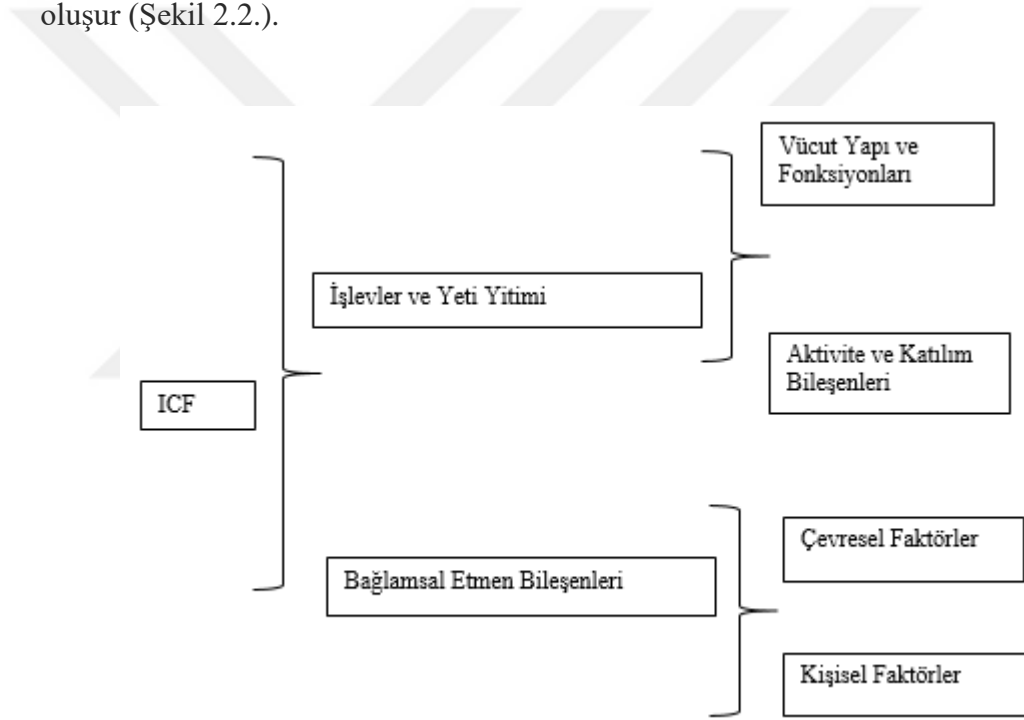 oluşur (Şekil 2.2.).
Vücut Yapı ve
Fonksiyonları
İşlevler ve Yeti Yitimi
Aktivite ve Katılım
Bileşenleri
ICF
Çevresel Faktörler
Bağlamsal Etmen Bileşenleri
Kişisel Faktörler